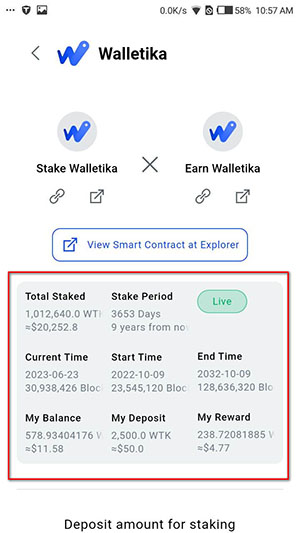 0.0K/s 58% 10:57 AM
Walletika
Stake Walletika Earn Walletika
View Smart Contract at Explorer
Total Staked Stake Period Live
1,012,640.0 WTK 3653 Days
≈$20,252.8 9 years from now
Current Time Start Time End Time
2023-06-23 2022-10-09 2032-10-09
30,938,426 Bloc 23,545,120 Bloc 128,636,320 Blo
My Balance My Deposit My Reward
578.93404176 W 2,500.0 WTK 238.72081885 W
≈$11.58 ≈$50.0 ≈$4.77
Deposit amount for staking